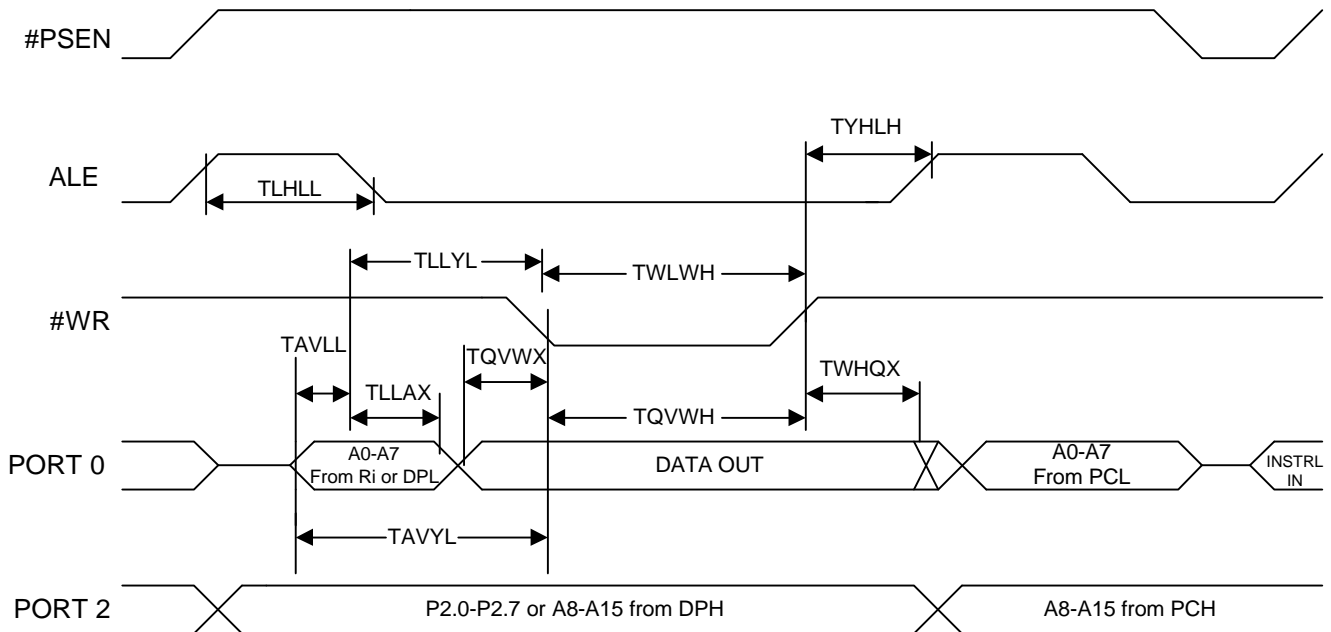 #PSEN
TYHLH
ALE
TLHLL
TLLYL
TWLWH
#WR
TAVLL
TQVWX
TWHQX
TLLAX
TQVWH
PORT 0
A0-A7
From Ri or DPL
DATA OUT
A0-A7
From PCL
INSTRL
IN
TAVYL
PORT 2
P2.0-P2.7 or A8-A15 from DPH
A8-A15 from PCH